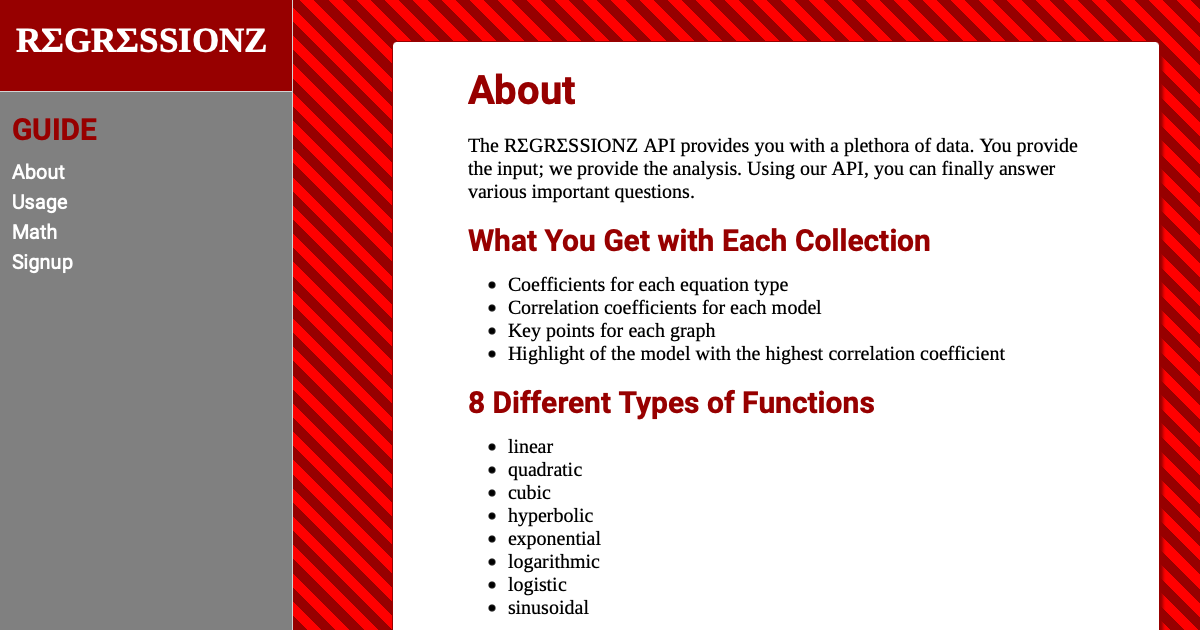 RΣGRΣSSIONZ
GUIDE
About
Usage
Math
Signup
About
The RΣGRΣSSIONZ API provides you with a plethora of data. You provide
the input; we provide the analysis. Using our API, you can finally answer
various important questions.
What You Get with Each Collection
Coefficients for each equation type
Correlation coefficients for each model
Key points for each graph
Highlight of the model with the highest correlation coefficient
8 Different Types of Functions
linear
quadratic
cubic
hyperbolic
exponential
logarithmic
logistic
sinusoidal